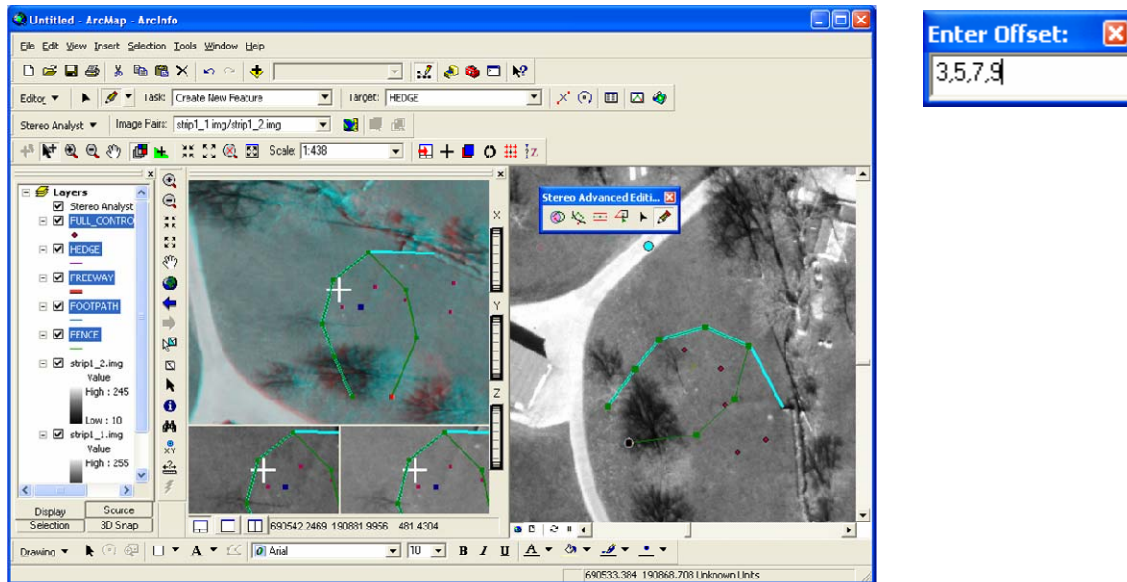 Untitled - ArcMap - ArcInfo
File Edit View Insert Selection Tools Window Help
Editor Task: Create New Feature Target: HEDGE
Stereo Analyst Image Pairs: strip1_1.img/strip1_2.img
Scale: 1:438
Layers
Stereo Analyst
FULL_CONTRO
HEDGE
FREEWAY
FOOTPATH
FENCE
strip1_2.img
Value
High : 245
Low : 10
strip1_1.img
Value
High : 255
Display Source
Selection 3D Snap
X
Y
Z
690542.2469 190881.9956 481.4304
Stereo Advanced Editi...
Drawing A Arial 10 B I U A
690533.384 190868.708 Unknown Units
Enter Offset:
3,5,7,9